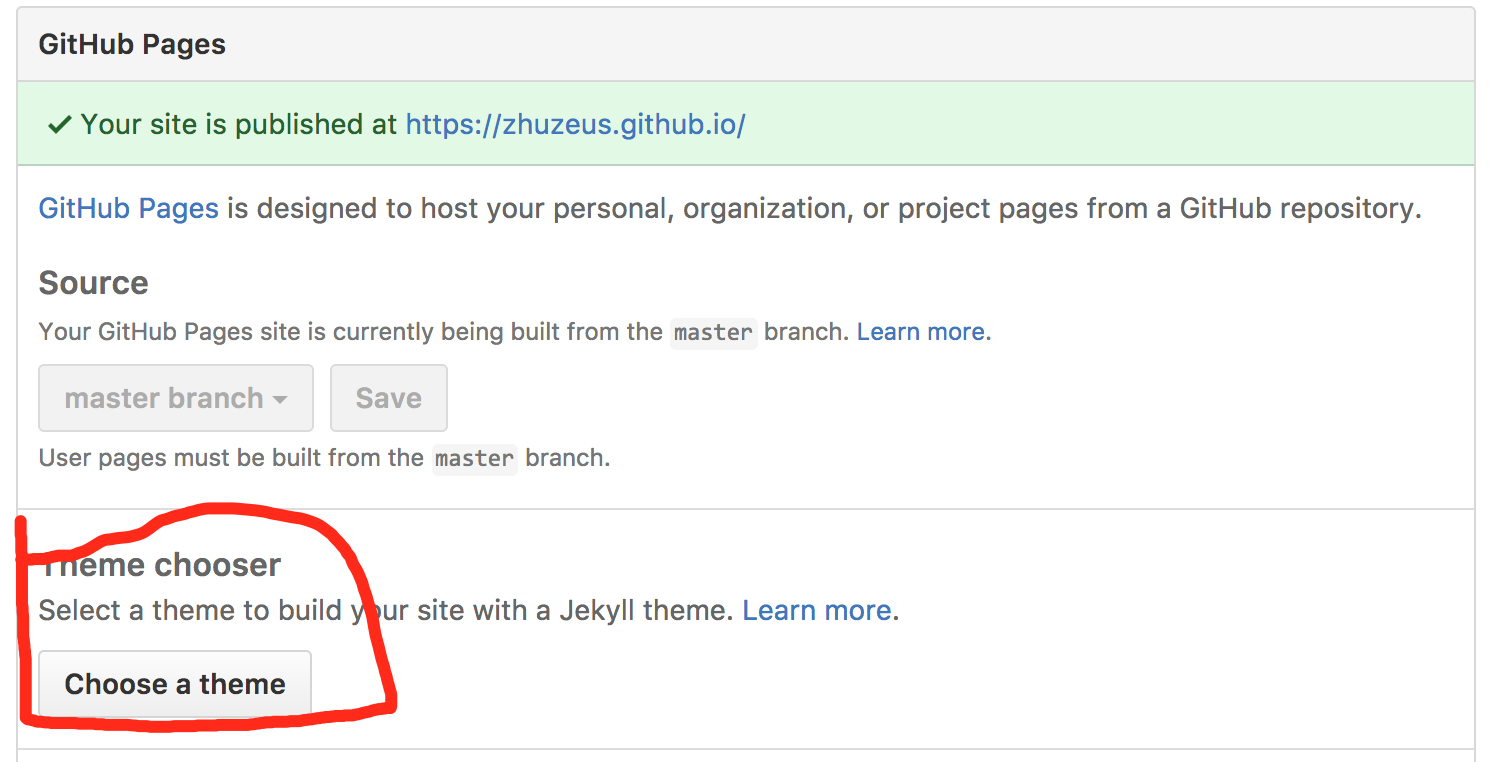 GitHub Pages
Your site is published at https://zhuzeus.github.io/
GitHub Pages is designed to host your personal, organization, or project pages from a GitHub repository.
Source
Your GitHub Pages site is currently being built from the master branch. Learn more.
master branch
Save
User pages must be built from the master branch.
Theme chooser
Select a theme to build your site with a Jekyll theme. Learn more.
Choose a theme